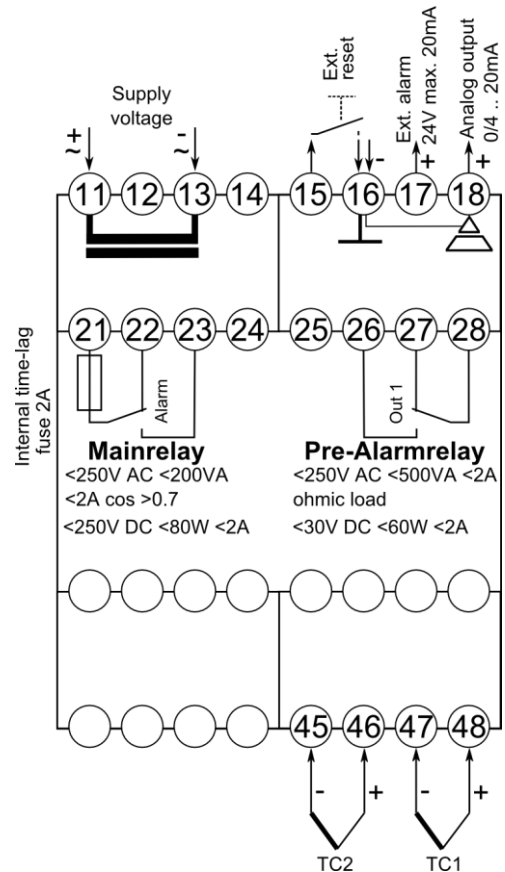 Supply
voltage
Ext.
reset
Ext. alarm
24V max. 20mA
Analog output
0/4 .. 20mA
+
~
-
~
-
+
+
11 12 13 14 15 16 17 18
21 22 23 24 25 26 27 28
Internal time-lag
fuse 2A
Alarm
Out 1
Mainrelay
<250V AC <200VA
<2A cos >0.7
<250V DC <80W <2A
Pre-Alarmrelay
<250V AC <500VA <2A
ohmic load
<30V DC <60W <2A
45 46 47 48
- + - +
TC2 TC1